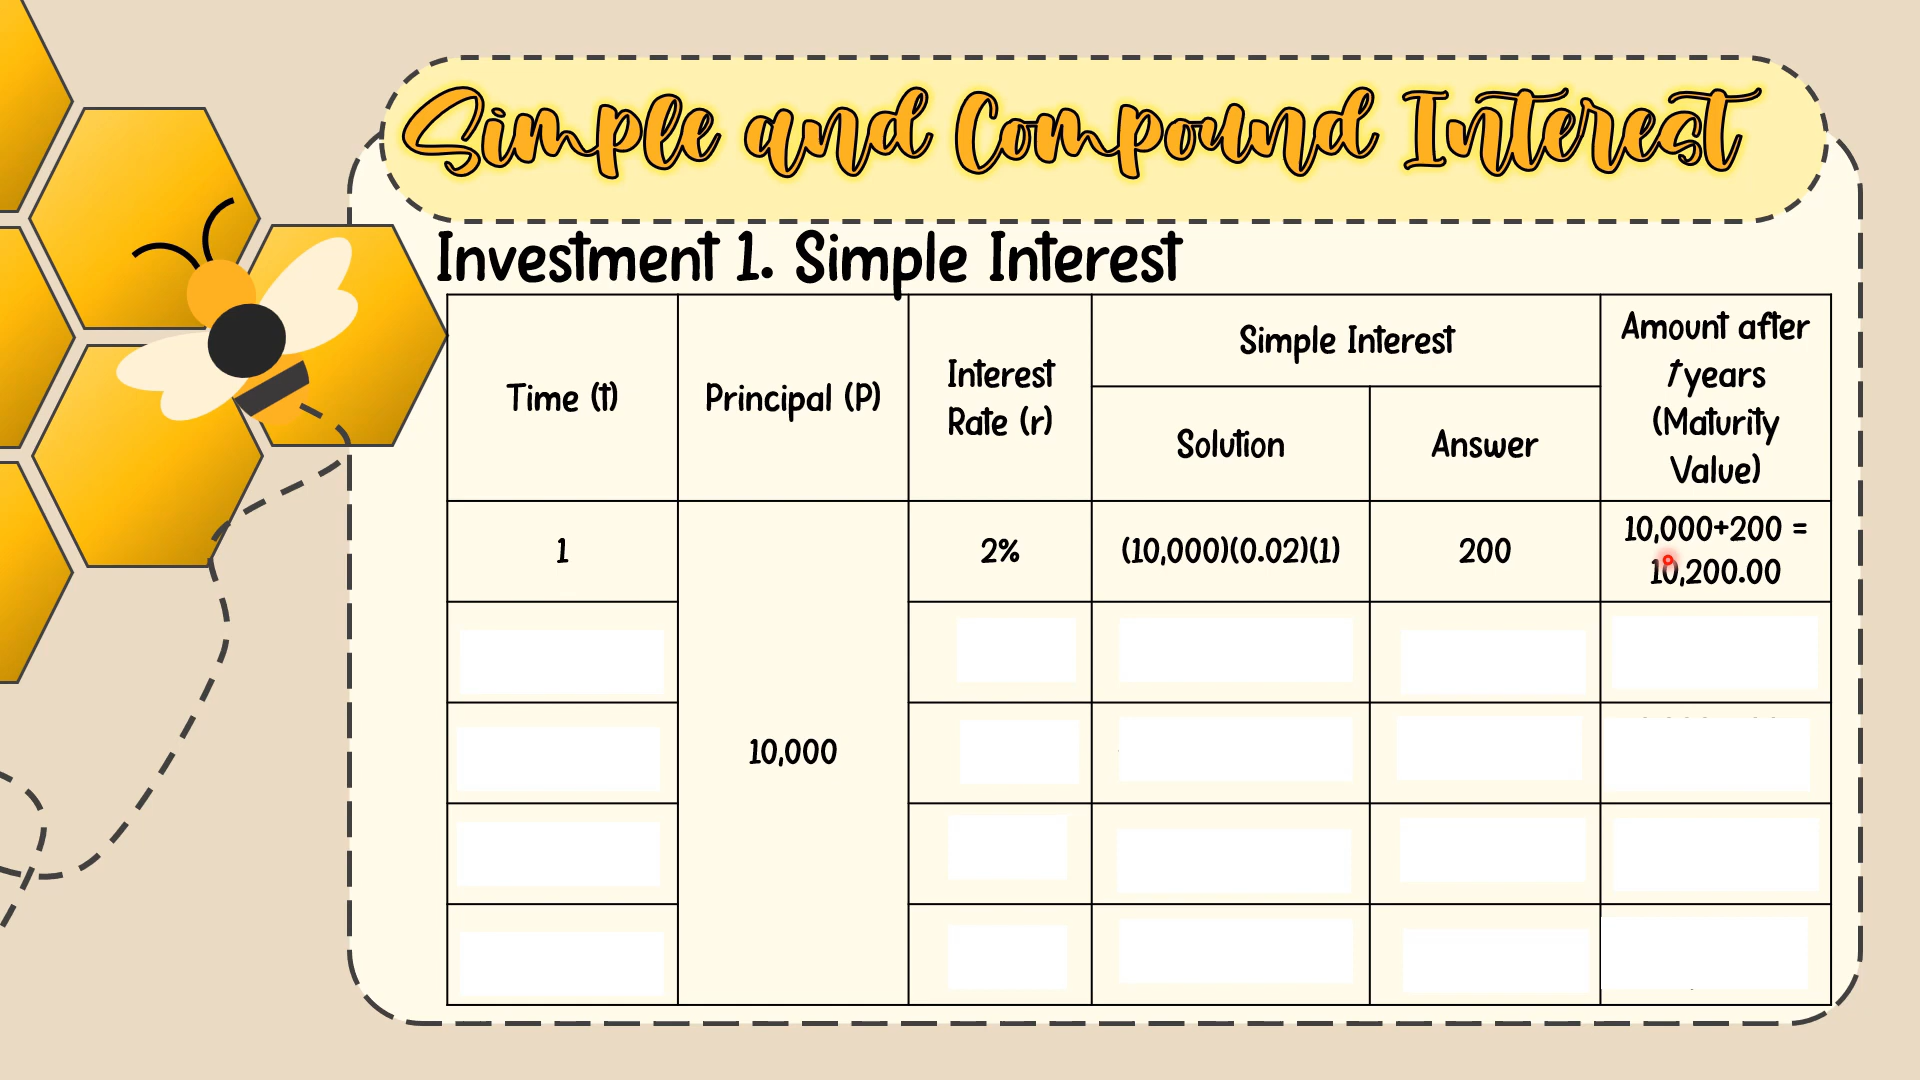 Simple and Compound Interest
Investment 1. Simple Interest
Time (t)
Principal (P)
Interest
Rate (r)
Simple Interest
Solution
Answer
Amount after
t years
(Maturity
Value)
1
10,000
2%
(10,000)(0.02)(1)
200
10,000+200 =
10,200.00